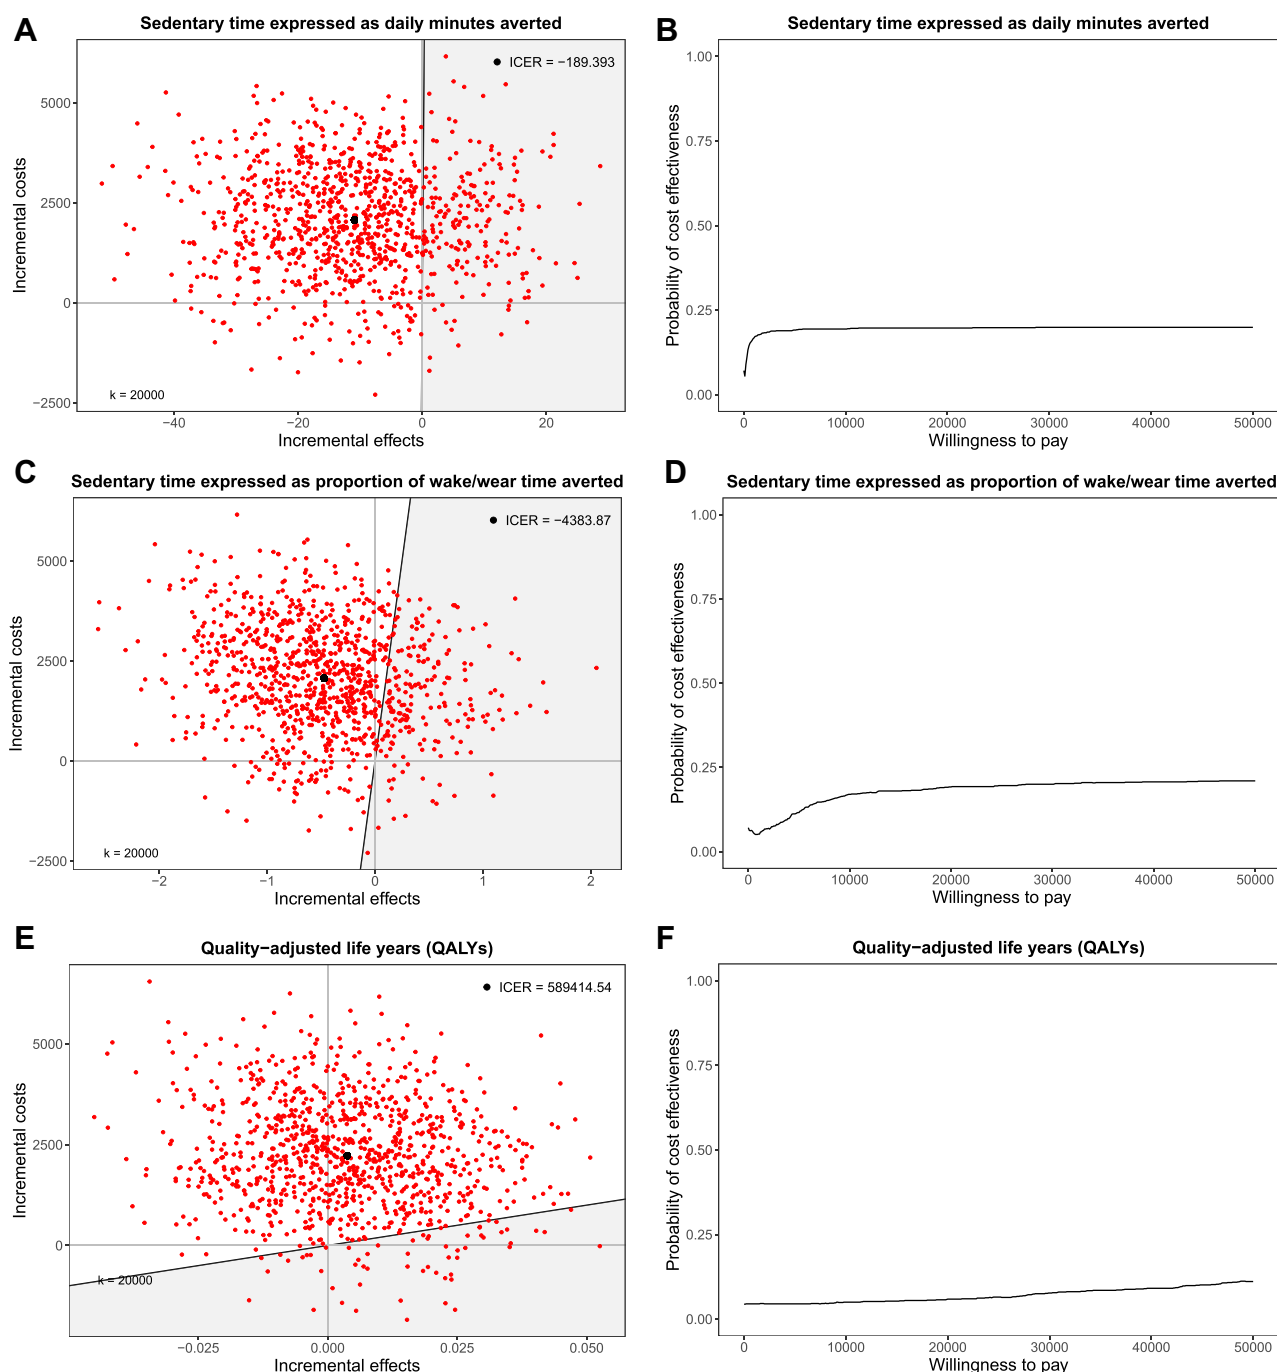 A
Sedentary time expressed as daily minutes averted
ICER = −189.393
5000
2500
0
−2500
Incremental costs
k = 20000
−40
−20
0
20
Incremental effects
B
Sedentary time expressed as daily minutes averted
1.00
0.75
0.50
0.25
0.00
Probability of cost effectiveness
0
10000
20000
30000
40000
50000
Willingness to pay
C
Sedentary time expressed as proportion of wake/wear time averted
ICER = −4383.87
5000
2500
0
−2500
Incremental costs
k = 20000
−2
−1
0
1
2
Incremental effects
D
Sedentary time expressed as proportion of wake/wear time averted
1.00
0.75
0.50
0.25
0.00
Probability of cost effectiveness
0
10000
20000
30000
40000
50000
Willingness to pay
E
Quality−adjusted life years (QALYs)
ICER = 589414.54
5000
2500
0
Incremental costs
k = 20000
−0.025
0.000
0.025
0.050
Incremental effects
F
Quality−adjusted life years (QALYs)
1.00
0.75
0.50
0.25
0.00
Probability of cost effectiveness
0
10000
20000
30000
40000
50000
Willingness to pay